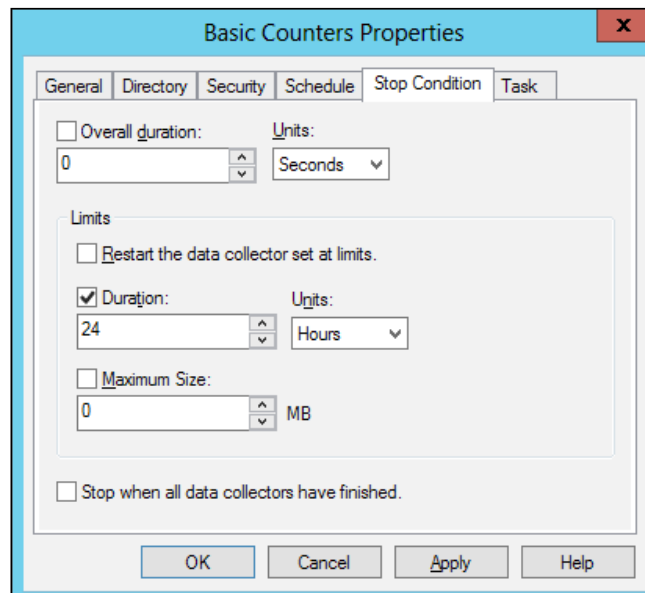 Basic Counters Properties
x
General Directory Security Schedule Stop Condition Task
Overall duration: Units:
0 Seconds
Limits
Restart the data collector set at limits.
Duration: Units:
24 Hours
Maximum Size:
0 MB
Stop when all data collectors have finished.
OK Cancel Apply Help